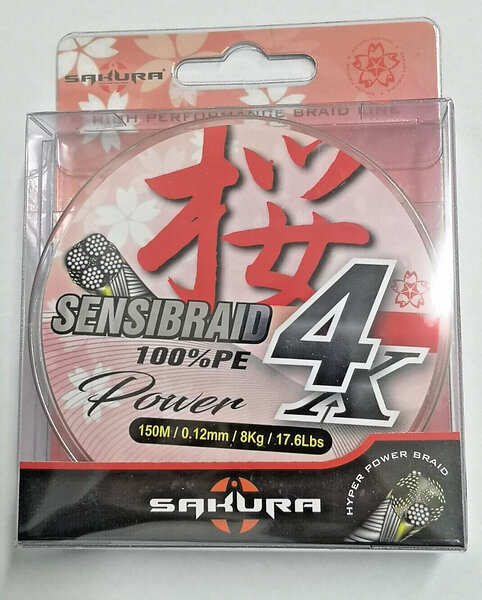 SAKURA
HIGH PERFORMANCE BRAID LINE
桜
SENSIBRAID
4X
100%PE
Power
150M / 0.12mm / 8Kg / 17.6Lbs
SAKURA
HYPER POWER BRAID